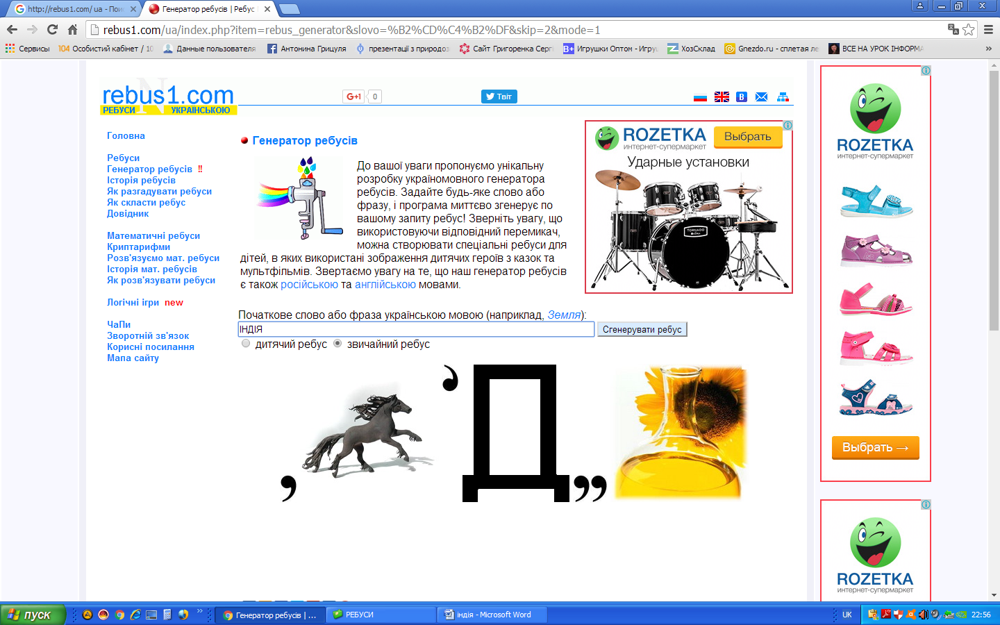 http://rebus1.com/ ua - Пои
Генератор ребусів | Ребус
rebus1.com/ua/index.php?item=rebus_generator&slovo=%B2%CD%C4%B2%DF&skip=2&mode=1
Сервисы 104 Особистий кабінет / 10 Данные пользователя Антонина Грицуля презентації з природоз Сайт Григоренка Серг B+ Игрушки Оптом - Игру ХозСклад Gnezdo.ru - сплетая ле ВСЕ НА УРОК ІНФОРМА »
rebus1.com
РЕБУСИ N УКРАЇНСЬКОЮ
G+1 0
Твіт
B
Головна
Ребуси
Генератор ребусів !!
Історія ребусів
Як разгадувати ребуси
Як скласти ребус
Довідник
Математичні ребуси
Криптарифми
Розв'язуємо мат. ребуси
Історія мат. ребусів
Як розв'язувати ребуси
Логічні ігри new
ЧаПи
Зворотній зв'язок
Корисні посилання
Мапа сайту
Генератор ребусів
До вашої уваги пропонуємо унікальну
розробку україномовного генератора
ребусів. Задайте будь-яке слово або
фразу, і програма миттєво згенерує по
вашому запиту ребус! Зверніть увагу, що
використовуючи відповідний перемикач,
можна створювати спеціальні ребуси для
дітей, в яких використані зображення дитячих героїв з казок та
мультфільмів. Звертаємо увагу на те, що наш генератор ребусів
є також російською та англійською мовами.
ROZETKA
интернет-супермаркет
Выбрать
Ударные установки
TORNADO
Початкове слово або фраза українською мовою (наприклад, Земля):
ІНДІЯ
Сгенерувати ребус
дитячий ребус звичайний ребус
, ’ Д ,,
ROZETKA
интернет-супермаркет
Выбрать →
ROZETKA
интернет-супермаркет
пуск
»
Генератор ребусів | ...
РЕБУСИ
індія - Microsoft Word
UK
22:56